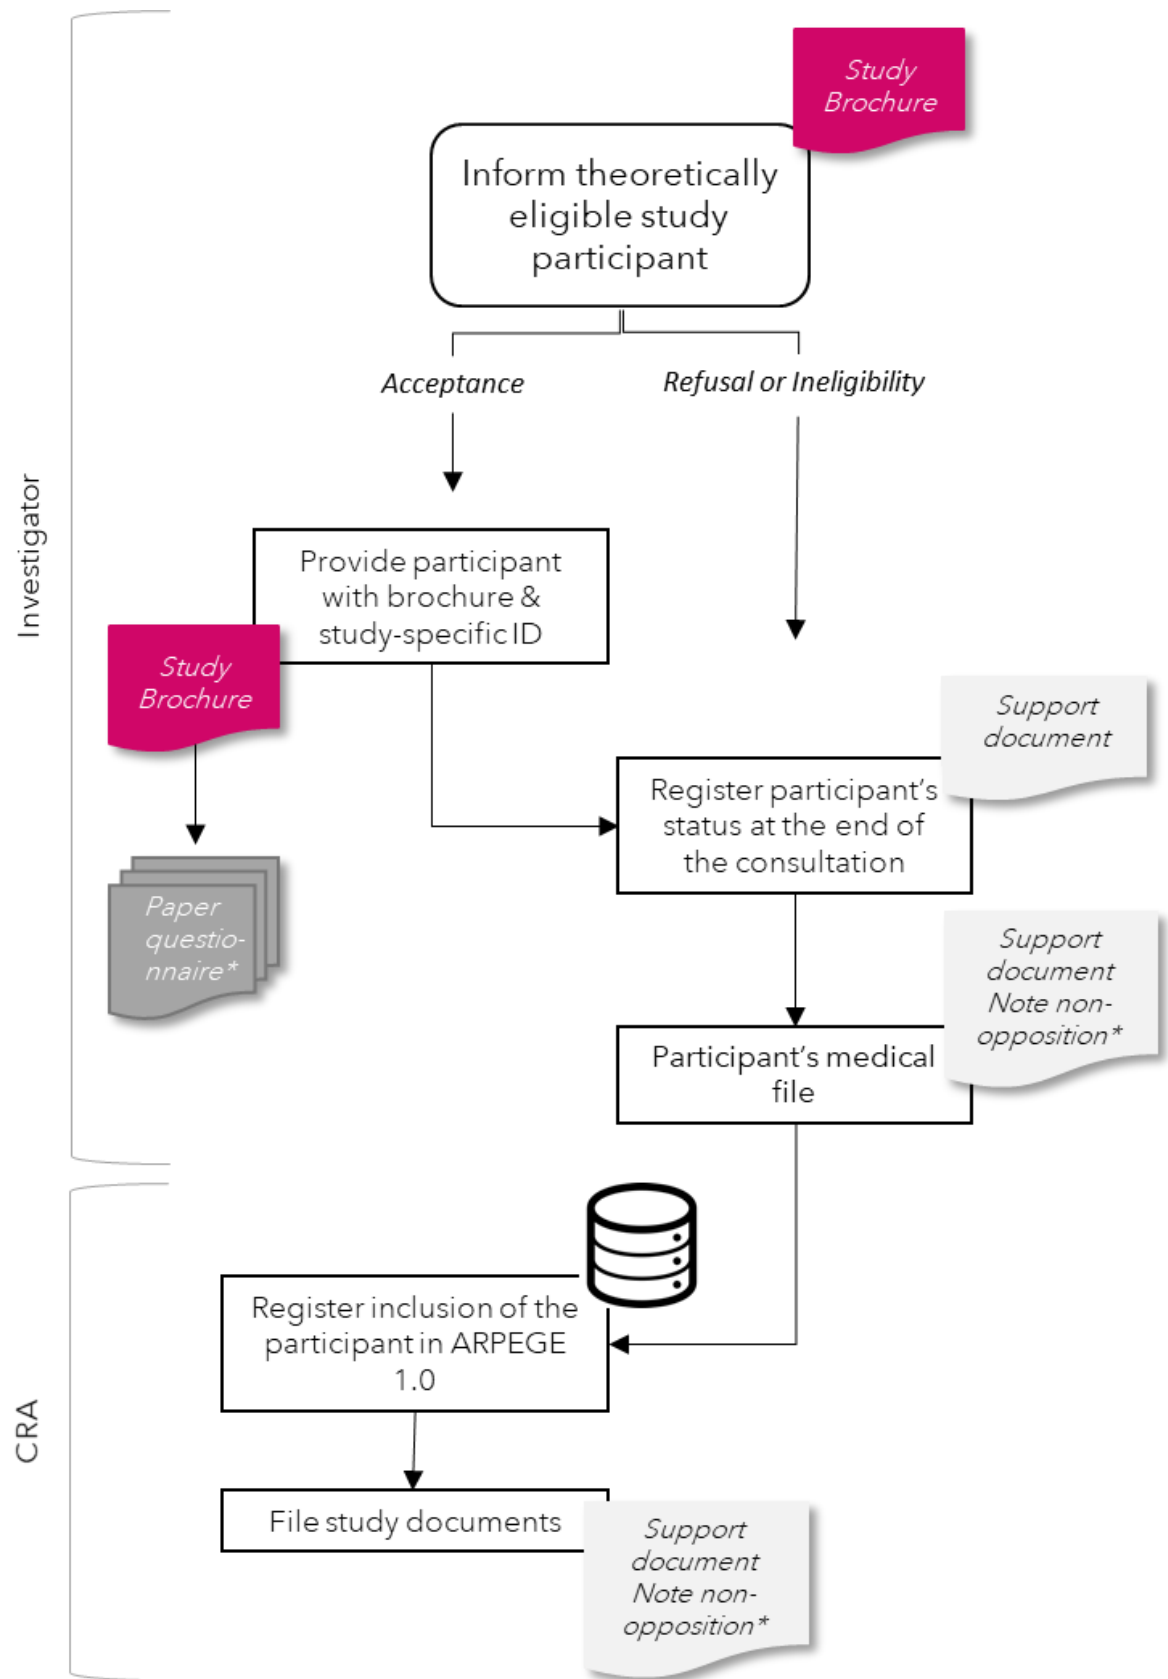 Study
Brochure
Inform theoretically
eligible study
participant
Acceptance
Refusal or Ineligibility
Investigator
Provide participant
with brochure &
study-specific ID
Study
Brochure
Support
document
Register participant's
status at the end of
the consultation
Paper
questio-
nnaire*
Support
document
Note non-
opposition*
Participant's medical
file
CRA
Register inclusion of the
participant in ARPEGE
1.0
File study documents
Support
document
Note non-
opposition*